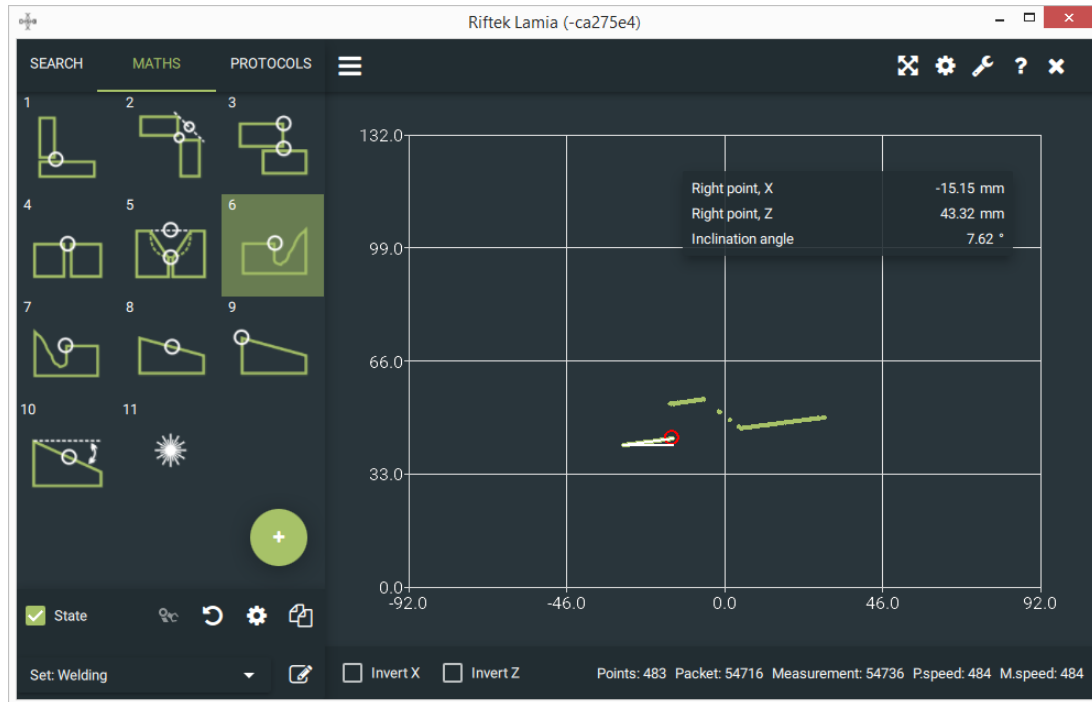 Riftek Lamia (-ca275e4)
SEARCH MATHS PROTOCOLS
1 2 3
4 5 6
7 8 9
10 11
State
Set: Welding
132.0
99.0
66.0
33.0
0.0
-92.0 -46.0 0.0 46.0 92.0
Right point, X -15.15 mm
Right point, Z 43.32 mm
Inclination angle 7.62 °
Invert X Invert Z Points: 483 Packet: 54716 Measurement: 54736 P.speed: 484 M.speed: 484